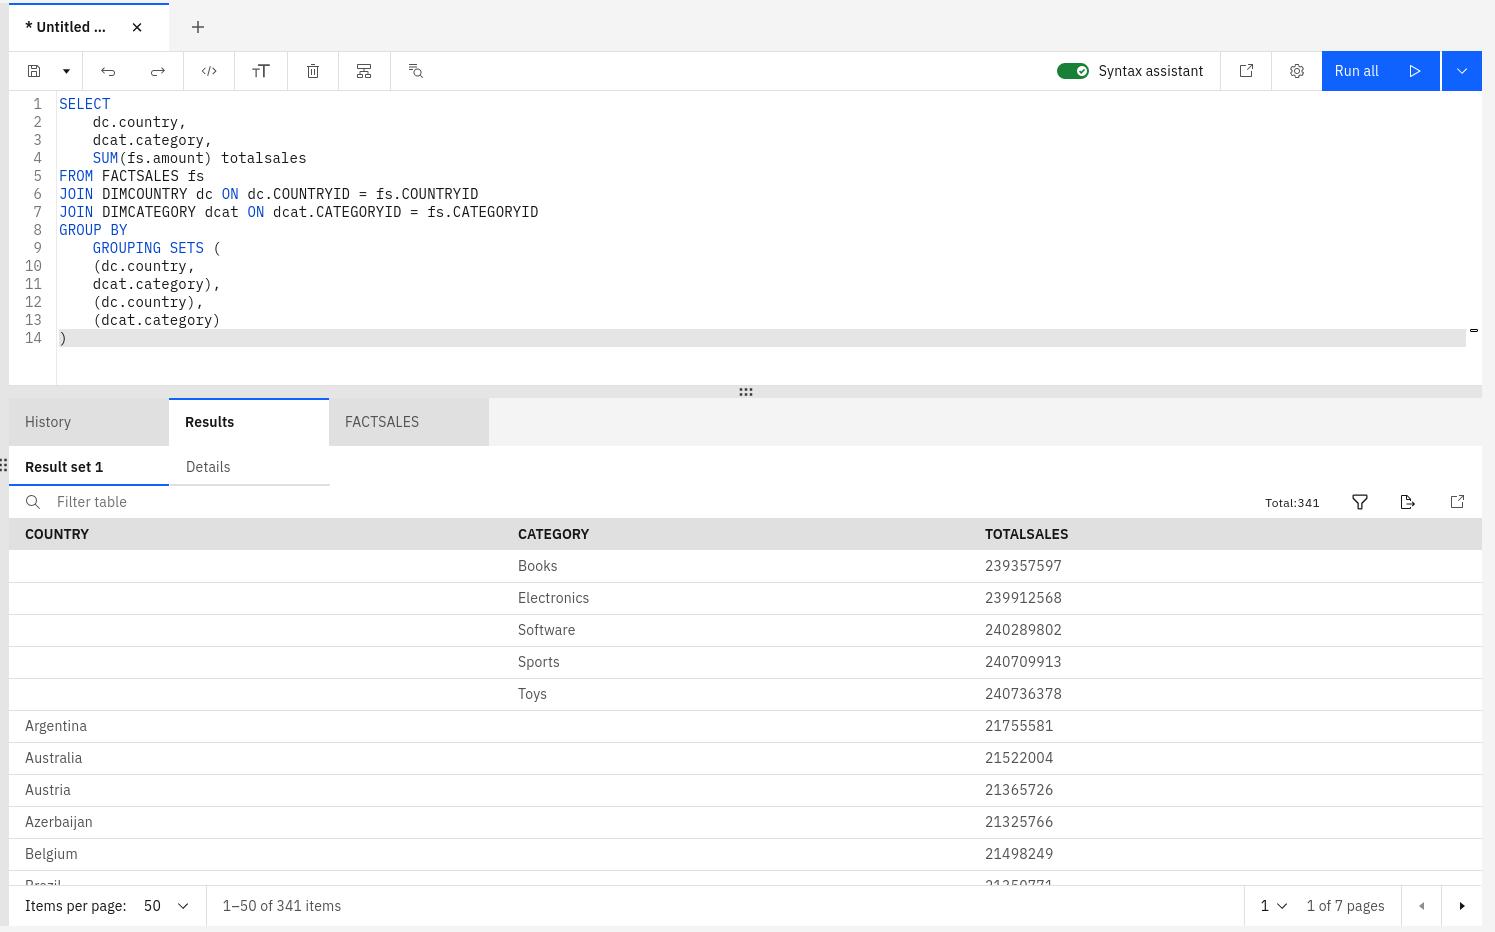 * Untitled ...
Syntax assistant
Run all
1 SELECT
2 dc.country,
3 dcat.category,
4 SUM(fs.amount) totalsales
5 FROM FACTSALES fs
6 JOIN DIMCOUNTRY dc ON dc.COUNTRYID = fs.COUNTRYID
7 JOIN DIMCATEGORY dcat ON dcat.CATEGORYID = fs.CATEGORYID
8 GROUP BY
9 GROUPING SETS (
10 (dc.country,
11 dcat.category),
12 (dc.country),
13 (dcat.category)
14 )
History Results FACTSALES
Result set 1 Details
Filter table Total:341
COUNTRY CATEGORY TOTALSALES
Books 239357597
Electronics 239912568
Software 240289802
Sports 240709913
Toys 240736378
Argentina 21755581
Australia 21522004
Austria 21365726
Azerbaijan 21325766
Belgium 21498249
Brazil 21350771
Items per page: 50 1–50 of 341 items 1 1 of 7 pages